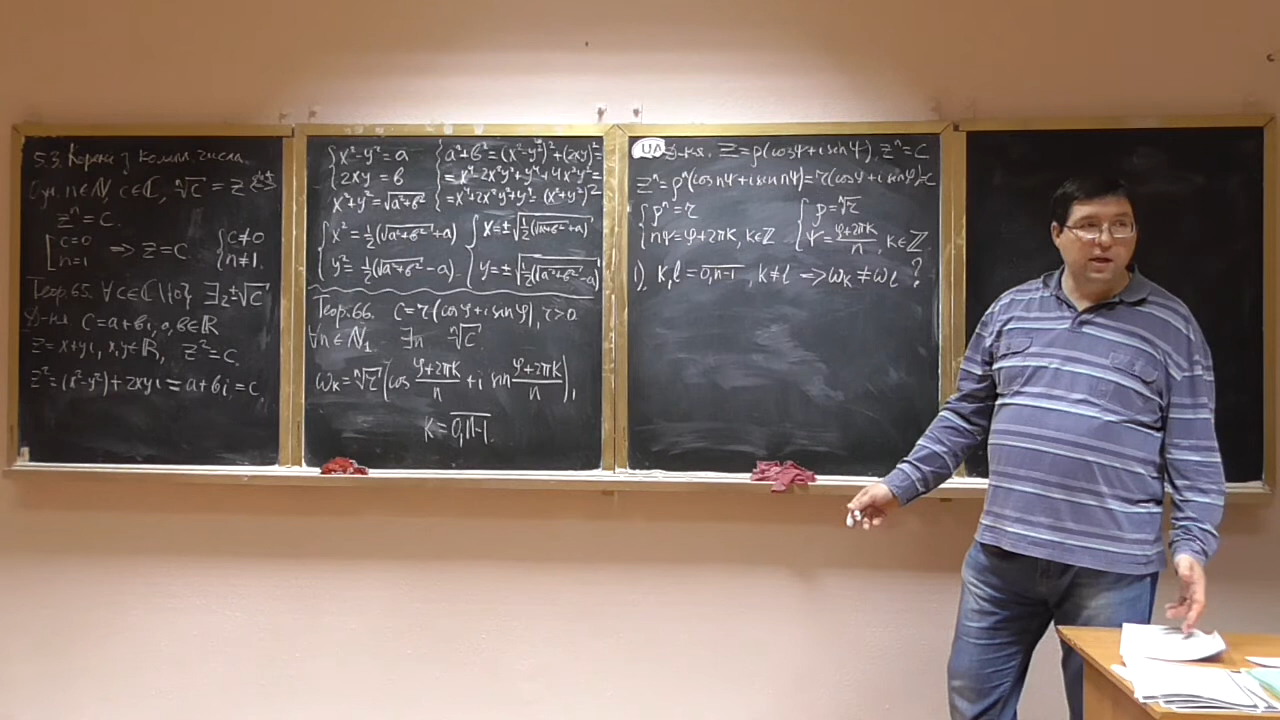 5.3. Корені з компл. числа.
n∈ℕ, c∈ℂ, ⁿ√c = z
zⁿ = c.
[c=0 n=1 ⟹ z=c {c≠0 n≠1.
Теор. 65. ∀c∈ℂ\{0} ∃₂ ±√c
Д-ня. c=a+bi, a,b∈ℝ
z=x+yi, x,y∈ℝ, z²=c.
z²=(x²-y²)+2xyi=a+bi=c.
{x²-y²=a 2xy=b
x²+y²=√(a²+b²)
{a²+b²=(x²-y²)²+(2xy)²=
=x⁴-2x²y²+y⁴+4x²y²=
=x⁴+2x²y²+y⁴=(x²+y²)²
{x²=½(√(a²+b²)+a)
y²=½(√(a²+b²)-a)
{x=±√(½(√(a²+b²)+a))
y=±√(½(√(a²+b²)-a))
Теор. 66. c=r(cosφ+i sinφ), r>0
∀n∈ℕ₁ ∃n ⁿ√c
ωₖ=ⁿ√r(cos (φ+2πk)/n + i sin (φ+2πk)/n),
k=0,n-1.
UA
Д-ня. z=ρ(cosψ+i sinψ), zⁿ=c
zⁿ=ρⁿ(cos nψ+i sin nψ)=r(cosφ+i sinφ)=c
{ρⁿ=r nψ=φ+2πk, k∈ℤ
{ρ=ⁿ√r ψ=(φ+2πk)/n, k∈ℤ.
1) k,l=0,n-1, k≠l ⟹ ωₖ≠ωₗ ?